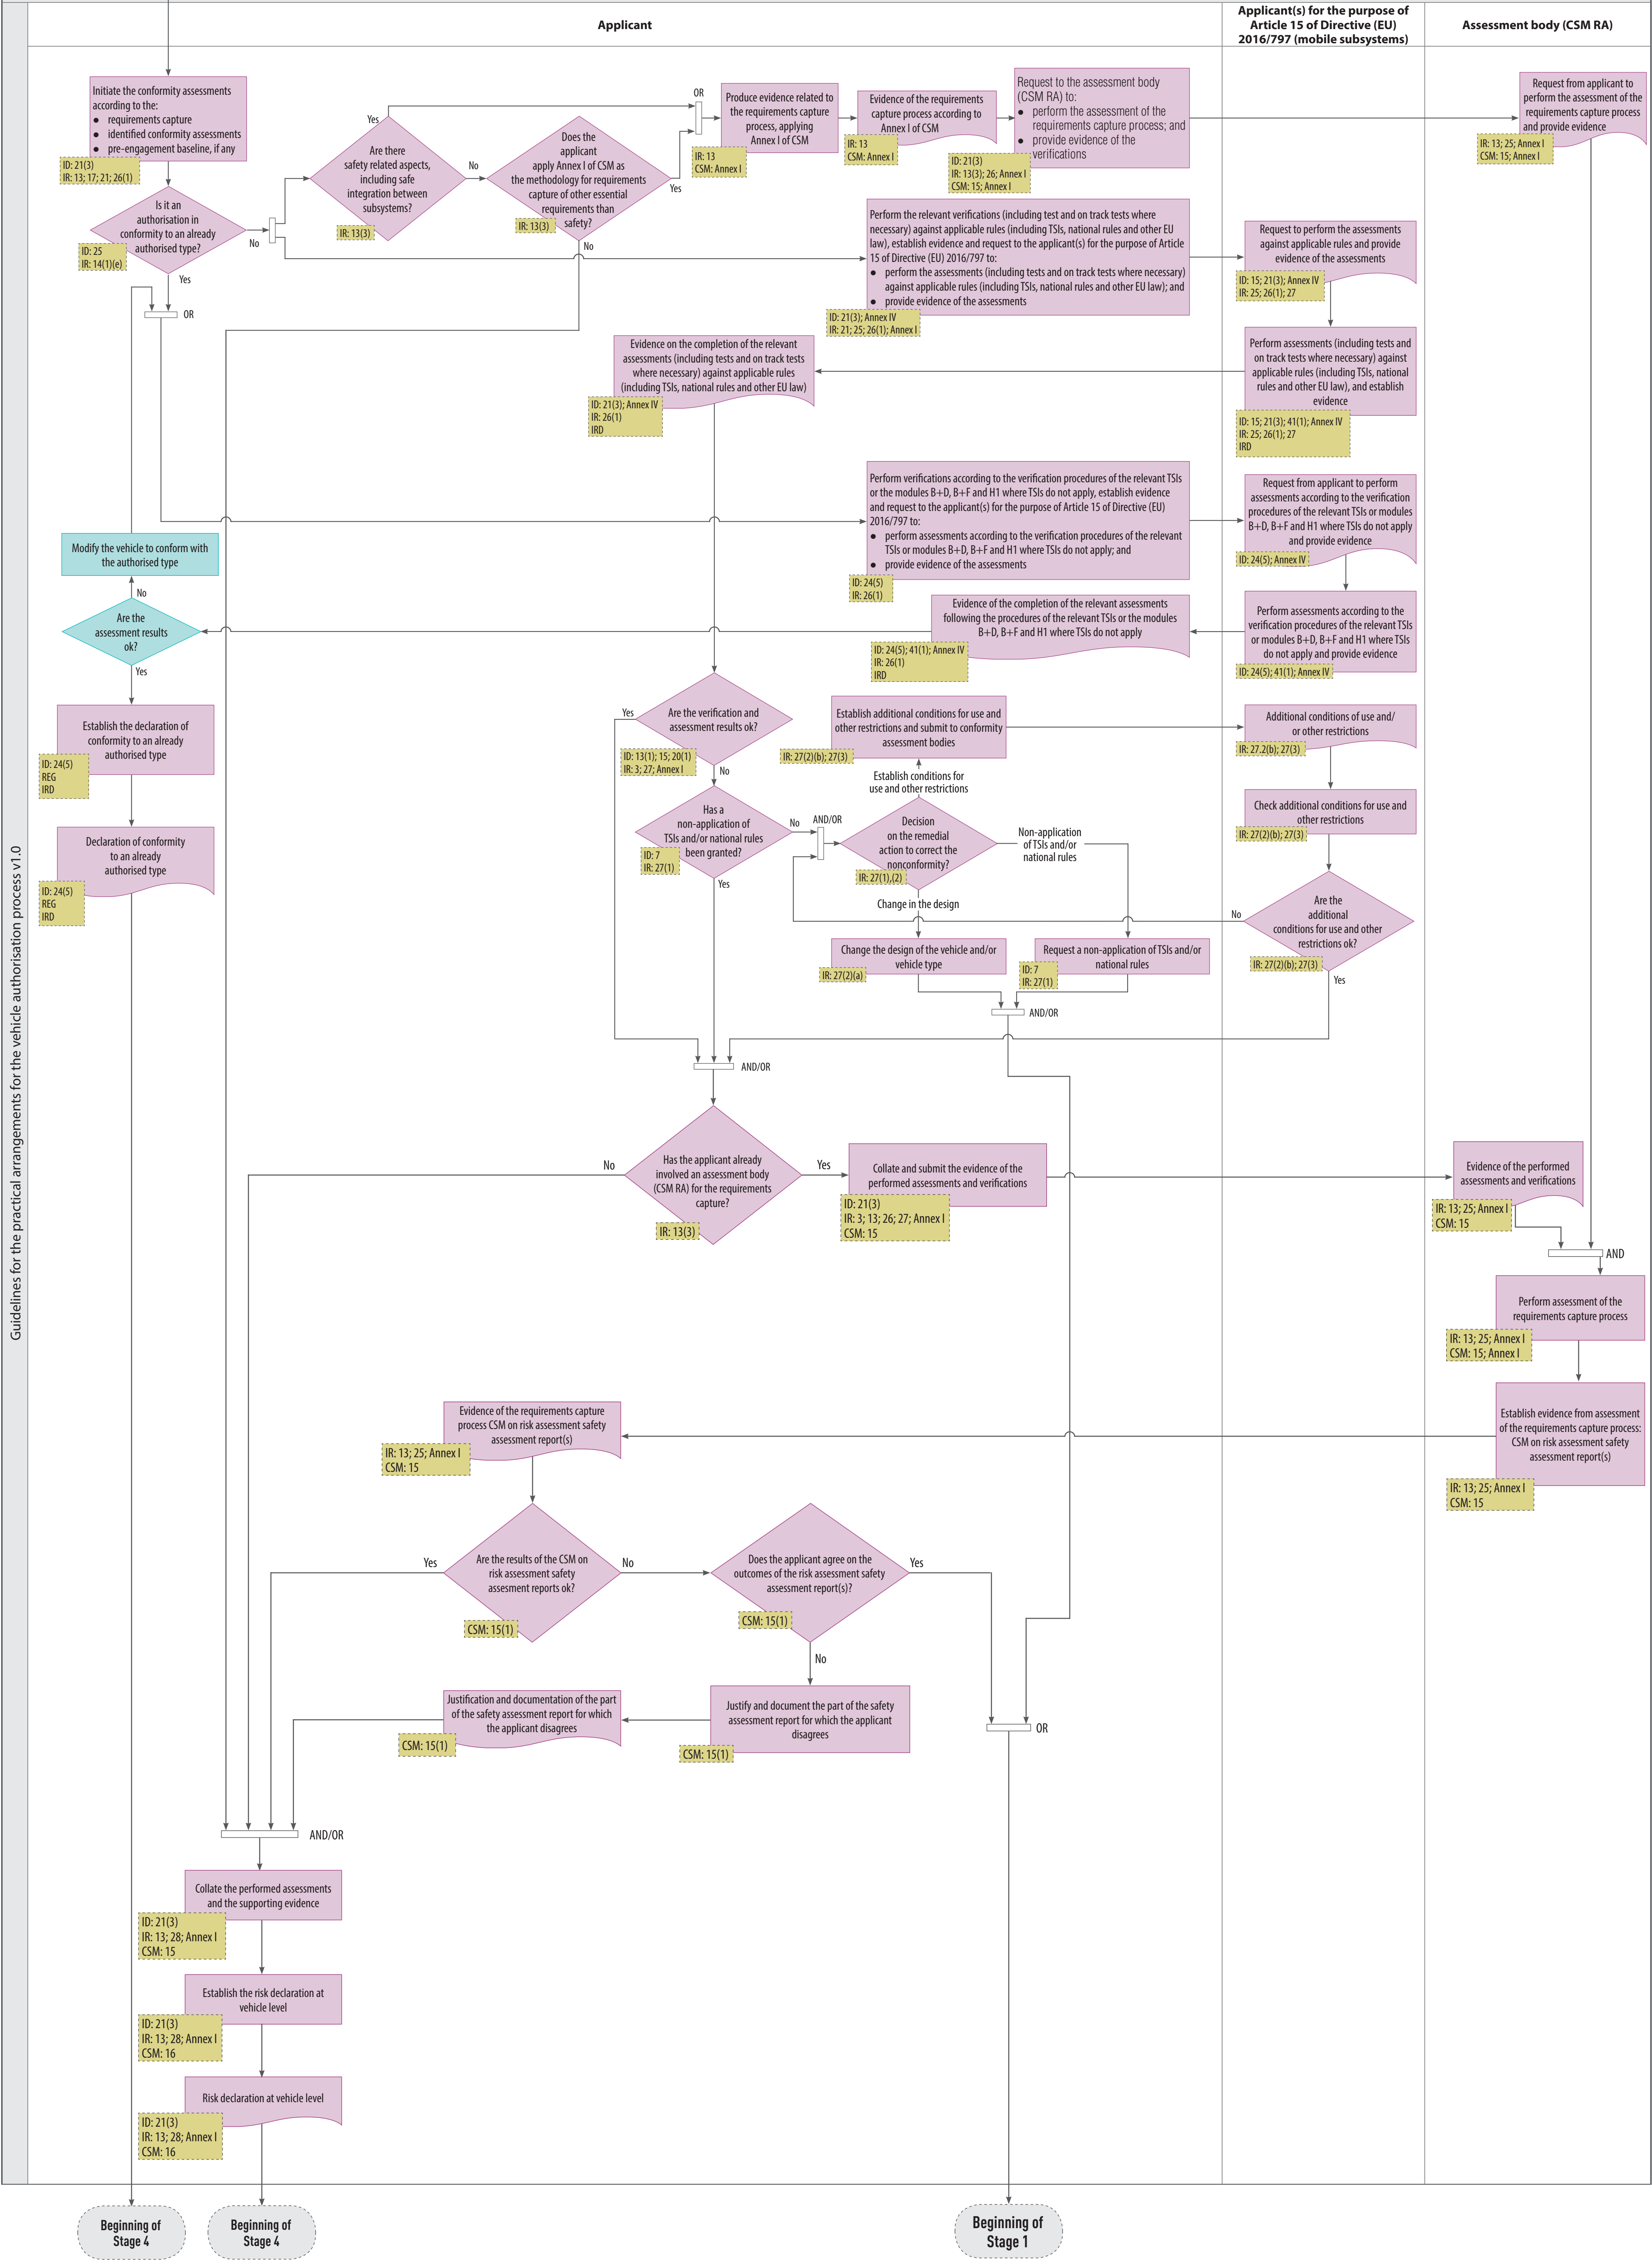 Guidelines for the practical arrangements for the vehicle authorisation process v1.0
Applicant
Applicant(s) for the purpose of
Article 15 of Directive (EU)
2016/797 (mobile subsystems)
Assessment body (CSM RA)
Initiate the conformity assessments
according to the:
● requirements capture
● identified conformity assessments
● pre-engagement baseline, if any
ID: 21(3)
IR: 13; 17; 21; 26(1)
Is it an
authorisation in
conformity to an already
authorised type?
ID: 25
IR: 14(1)(e)
No
Yes
OR
Yes
Are there
safety related aspects,
including safe
integration between
subsystems?
IR: 13(3)
No
Does the
applicant
apply Annex I of CSM as
the methodology for requirements
capture of other essential
requirements than
safety?
IR: 13(3)
Yes
No
OR
Produce evidence related to
the requirements capture
process, applying
Annex I of CSM
IR: 13
CSM: Annex I
Evidence of the requirements
capture process according to
Annex I of CSM
IR: 13
CSM: Annex I
Request to the assessment body
(CSM RA) to:
● perform the assessment of the
requirements capture process; and
● provide evidence of the
verifications
ID: 21(3)
IR: 13(3); 26; Annex I
CSM: 15; Annex I
Request from applicant to
perform the assessment of the
requirements capture process
and provide evidence
IR: 13; 25; Annex I
CSM: 15; Annex I
Perform the relevant verifications (including test and on track tests where
necessary) against applicable rules (including TSIs, national rules and other EU
law), establish evidence and request to the applicant(s) for the purpose of Article
15 of Directive (EU) 2016/797 to:
● perform the assessments (including tests and on track tests where necessary)
against applicable rules (including TSIs, national rules and other EU law); and
● provide evidence of the assessments
ID: 21(3); Annex IV
IR: 21; 25; 26(1); Annex I
Request to perform the assessments
against applicable rules and provide
evidence of the assessments
ID: 15; 21(3); Annex IV
IR: 25; 26(1); 27
Evidence on the completion of the relevant
assessments (including tests and on track tests
where necessary) against applicable rules
(including TSIs, national rules and other EU law)
ID: 21(3); Annex IV
IR: 26(1)
IRD
Perform assessments (including tests and
on track tests where necessary) against
applicable rules (including TSIs, national
rules and other EU law), and establish
evidence
ID: 15; 21(3); 41(1); Annex IV
IR: 25; 26(1); 27
IRD
Perform verifications according to the verification procedures of the relevant TSIs
or the modules B+D, B+F and H1 where TSIs do not apply, establish evidence
and request to the applicant(s) for the purpose of Article 15 of Directive (EU)
2016/797 to:
● perform assessments according to the verification procedures of the relevant
TSIs or modules B+D, B+F and H1 where TSIs do not apply; and
● provide evidence of the assessments
ID: 24(5)
IR: 26(1)
Request from applicant to perform
assessments according to the verification
procedures of the relevant TSIs or modules
B+D, B+F and H1 where TSIs do not apply
and provide evidence
ID: 24(5); Annex IV
Modify the vehicle to conform with
the authorised type
No
Are the
assessment results
ok?
Yes
Evidence of the completion of the relevant assessments
following the procedures of the relevant TSIs or the modules
B+D, B+F and H1 where TSIs do not apply
ID: 24(5); 41(1); Annex IV
IR: 26(1)
IRD
Perform assessments according to the
verification procedures of the relevant TSIs
or modules B+D, B+F and H1 where TSIs
do not apply and provide evidence
ID: 24(5); 41(1); Annex IV
Establish the declaration of
conformity to an already
authorised type
ID: 24(5)
REG
IRD
Declaration of conformity
to an already
authorised type
ID: 24(5)
REG
IRD
Yes
Are the verification and
assessment results ok?
ID: 13(1); 15; 20(1)
IR: 3; 27; Annex I
No
Establish additional conditions for use and
other restrictions and submit to conformity
assessment bodies
IR: 27(2)(b); 27(3)
Additional conditions of use and/
or other restrictions
IR: 27.2(b); 27(3)
Establish conditions for
use and other restrictions
Has a
non-application of
TSIs and/or national rules
been granted?
ID: 7
IR: 27(1)
No
Yes
AND/OR
Decision
on the remedial
action to correct the
nonconformity?
IR: 27(1),(2)
Non-application
of TSIs and/or
national rules
Change in the design
Check additional conditions for use and
other restrictions
IR: 27(2)(b); 27(3)
No
Are the
additional
conditions for use and other
restrictions ok?
IR: 27(2)(b); 27(3)
Yes
Change the design of the vehicle and/or
vehicle type
IR: 27(2)(a)
Request a non-application of TSIs and/or
national rules
ID: 7
IR: 27(1)
AND/OR
AND/OR
No
Has the applicant already
involved an assessment body
(CSM RA) for the requirements
capture?
IR: 13(3)
Yes
Collate and submit the evidence of the
performed assessments and verifications
ID: 21(3)
IR: 3; 13; 26; 27; Annex I
CSM: 15
Evidence of the performed
assessments and verifications
IR: 13; 25; Annex I
CSM: 15
AND
Perform assessment of the
requirements capture process
IR: 13; 25; Annex I
CSM: 15; Annex I
Evidence of the requirements capture
process CSM on risk assessment safety
assessment report(s)
IR: 13; 25; Annex I
CSM: 15
Establish evidence from assessment
of the requirements capture process:
CSM on risk assessment safety
assessment report(s)
IR: 13; 25; Annex I
CSM: 15
Yes
Are the results of the CSM on
risk assessment safety
assesment reports ok?
CSM: 15(1)
No
Does the applicant agree on the
outcomes of the risk assessment safety
assessment report(s)?
CSM: 15(1)
Yes
No
Justification and documentation of the part
of the safety assessment report for which
the applicant disagrees
CSM: 15(1)
Justify and document the part of the safety
assessment report for which the applicant
disagrees
CSM: 15(1)
OR
AND/OR
Collate the performed assessments
and the supporting evidence
ID: 21(3)
IR: 13; 28; Annex I
CSM: 15
Establish the risk declaration at
vehicle level
ID: 21(3)
IR: 13; 28; Annex I
CSM: 16
Risk declaration at vehicle level
ID: 21(3)
IR: 13; 28; Annex I
CSM: 16
Beginning of
Stage 4
Beginning of
Stage 4
Beginning of
Stage 1